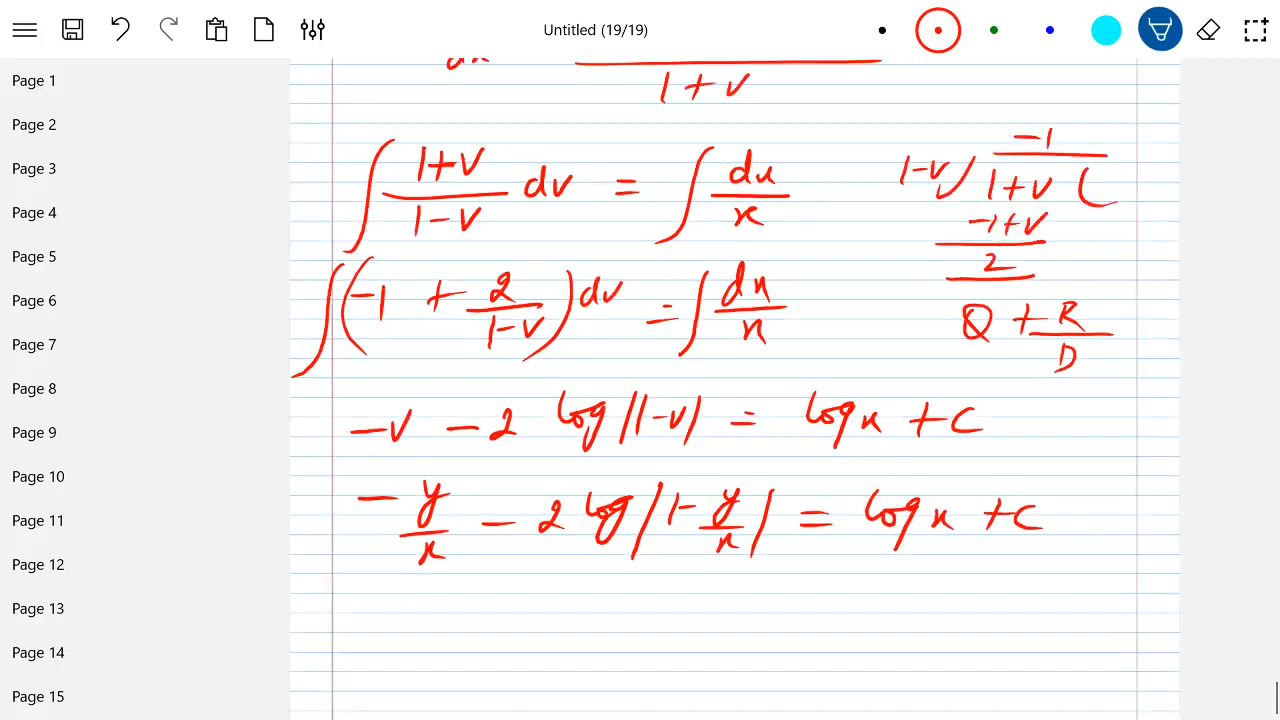 Untitled (19/19)
Page 1
Page 2
Page 3
Page 4
Page 5
Page 6
Page 7
Page 8
Page 9
Page 10
Page 11
Page 12
Page 13
Page 14
Page 15
dx
1+v
∫ (1+v)/(1-v) dv = ∫ dx/x
∫ (-1 + 2/(1-v)) dv = ∫ dx/x
-v - 2 log|1-v| = log x + c
-y/x - 2 log|1-y/x| = log x + c
-1
1-v) 1+v (
-1+v
2
Q + R/D